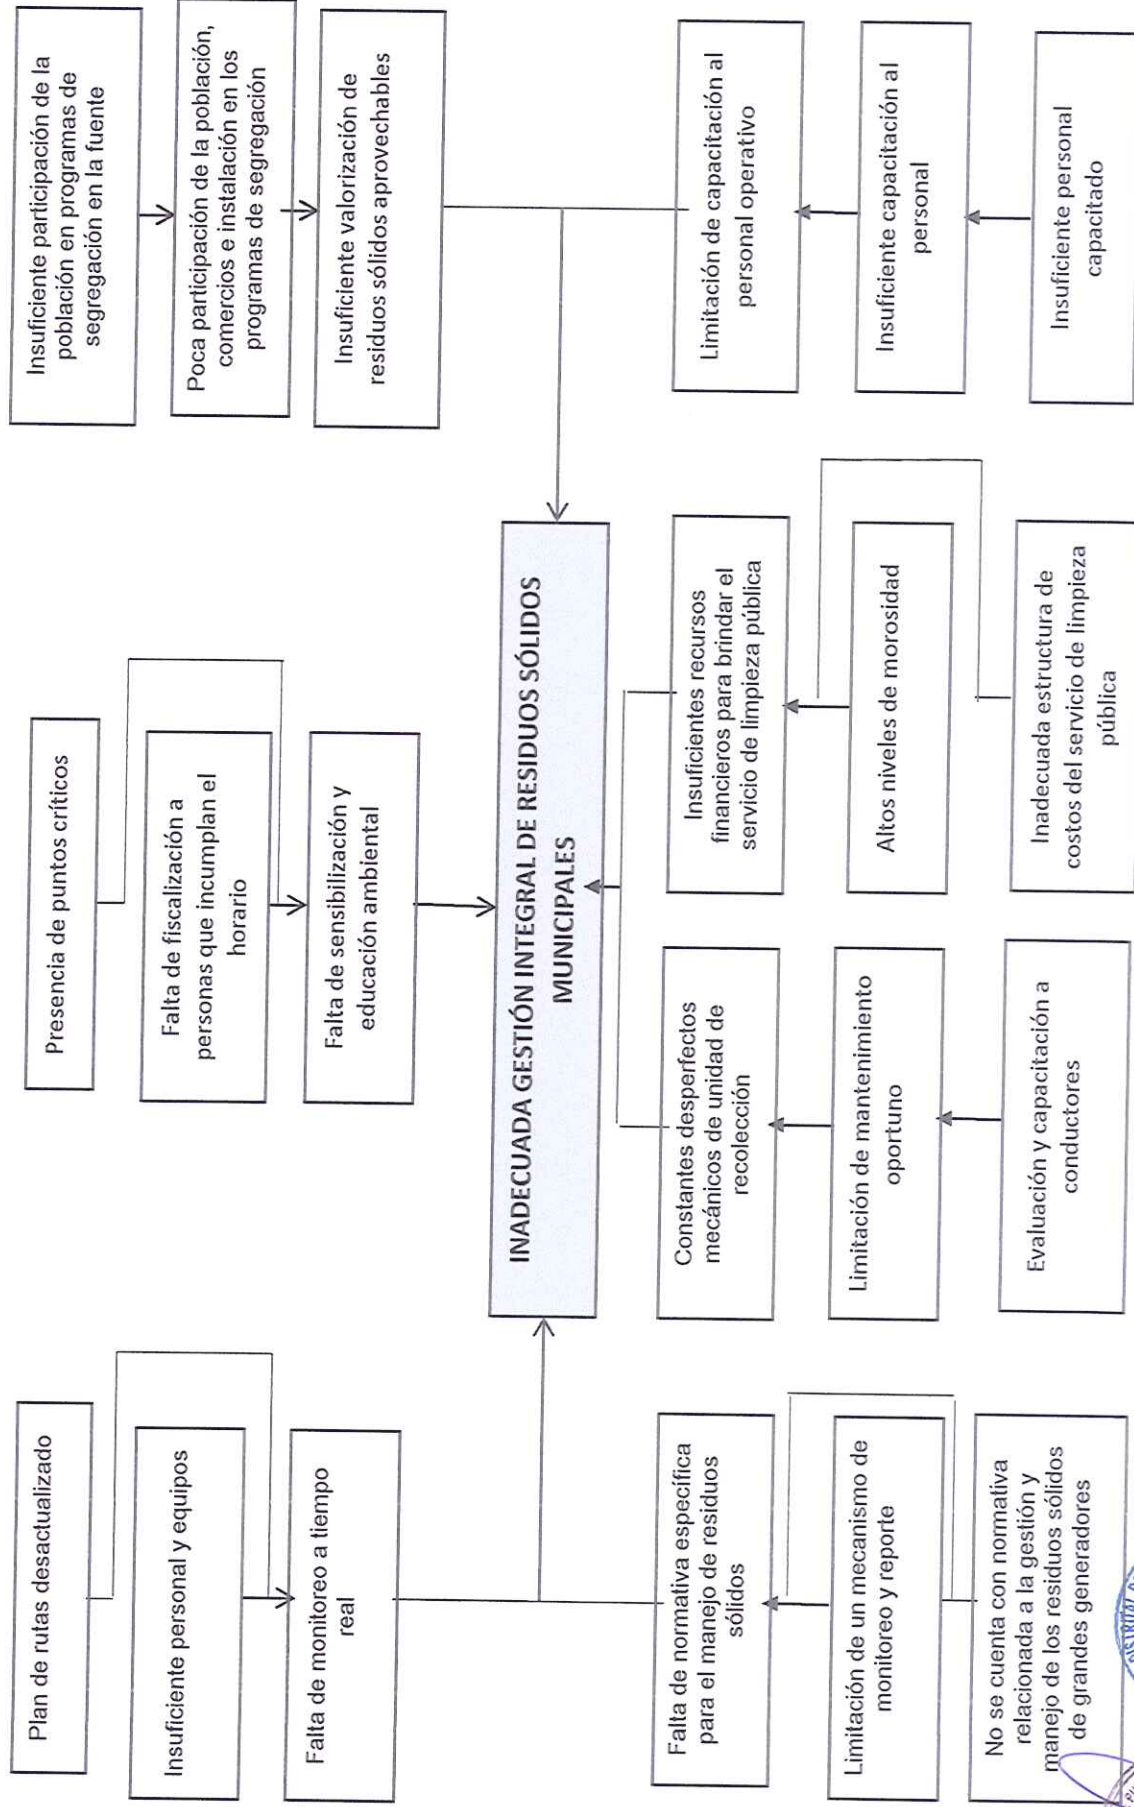 Plan de rutas desactualizado
Insuficiente personal y equipos
Falta de monitoreo a tiempo
real
Presencia de puntos críticos
Falta de fiscalización a
personas que incumplan el
horario
Falta de sensibilización y
educación ambiental
Insuficiente participación de la
población en programas de
segregación en la fuente
Poca participación de la población,
comercios e instalación en los
programas de segregación
Insuficiente valorización de
residuos sólidos aprovechables
INADECUADA GESTIÓN INTEGRAL DE RESIDUOS SÓLIDOS
MUNICIPALES
Falta de normativa específica
para el manejo de residuos
sólidos
Limitación de un mecanismo de
monitoreo y reporte
No se cuenta con normativa
relacionada a la gestión y
manejo de los residuos sólidos
de grandes generadores
Constantes desperfectos
mecánicos de unidad de
recolección
Limitación de mantenimiento
oportuno
Evaluación y capacitación a
conductores
Insuficientes recursos
financieros para brindar el
servicio de limpieza pública
Altos niveles de morosidad
Inadecuada estructura de
costos del servicio de limpieza
pública
Limitación de capacitación al
personal operativo
Insuficiente capacitación al
personal
Insuficiente personal
capacitado
DISTRITAL